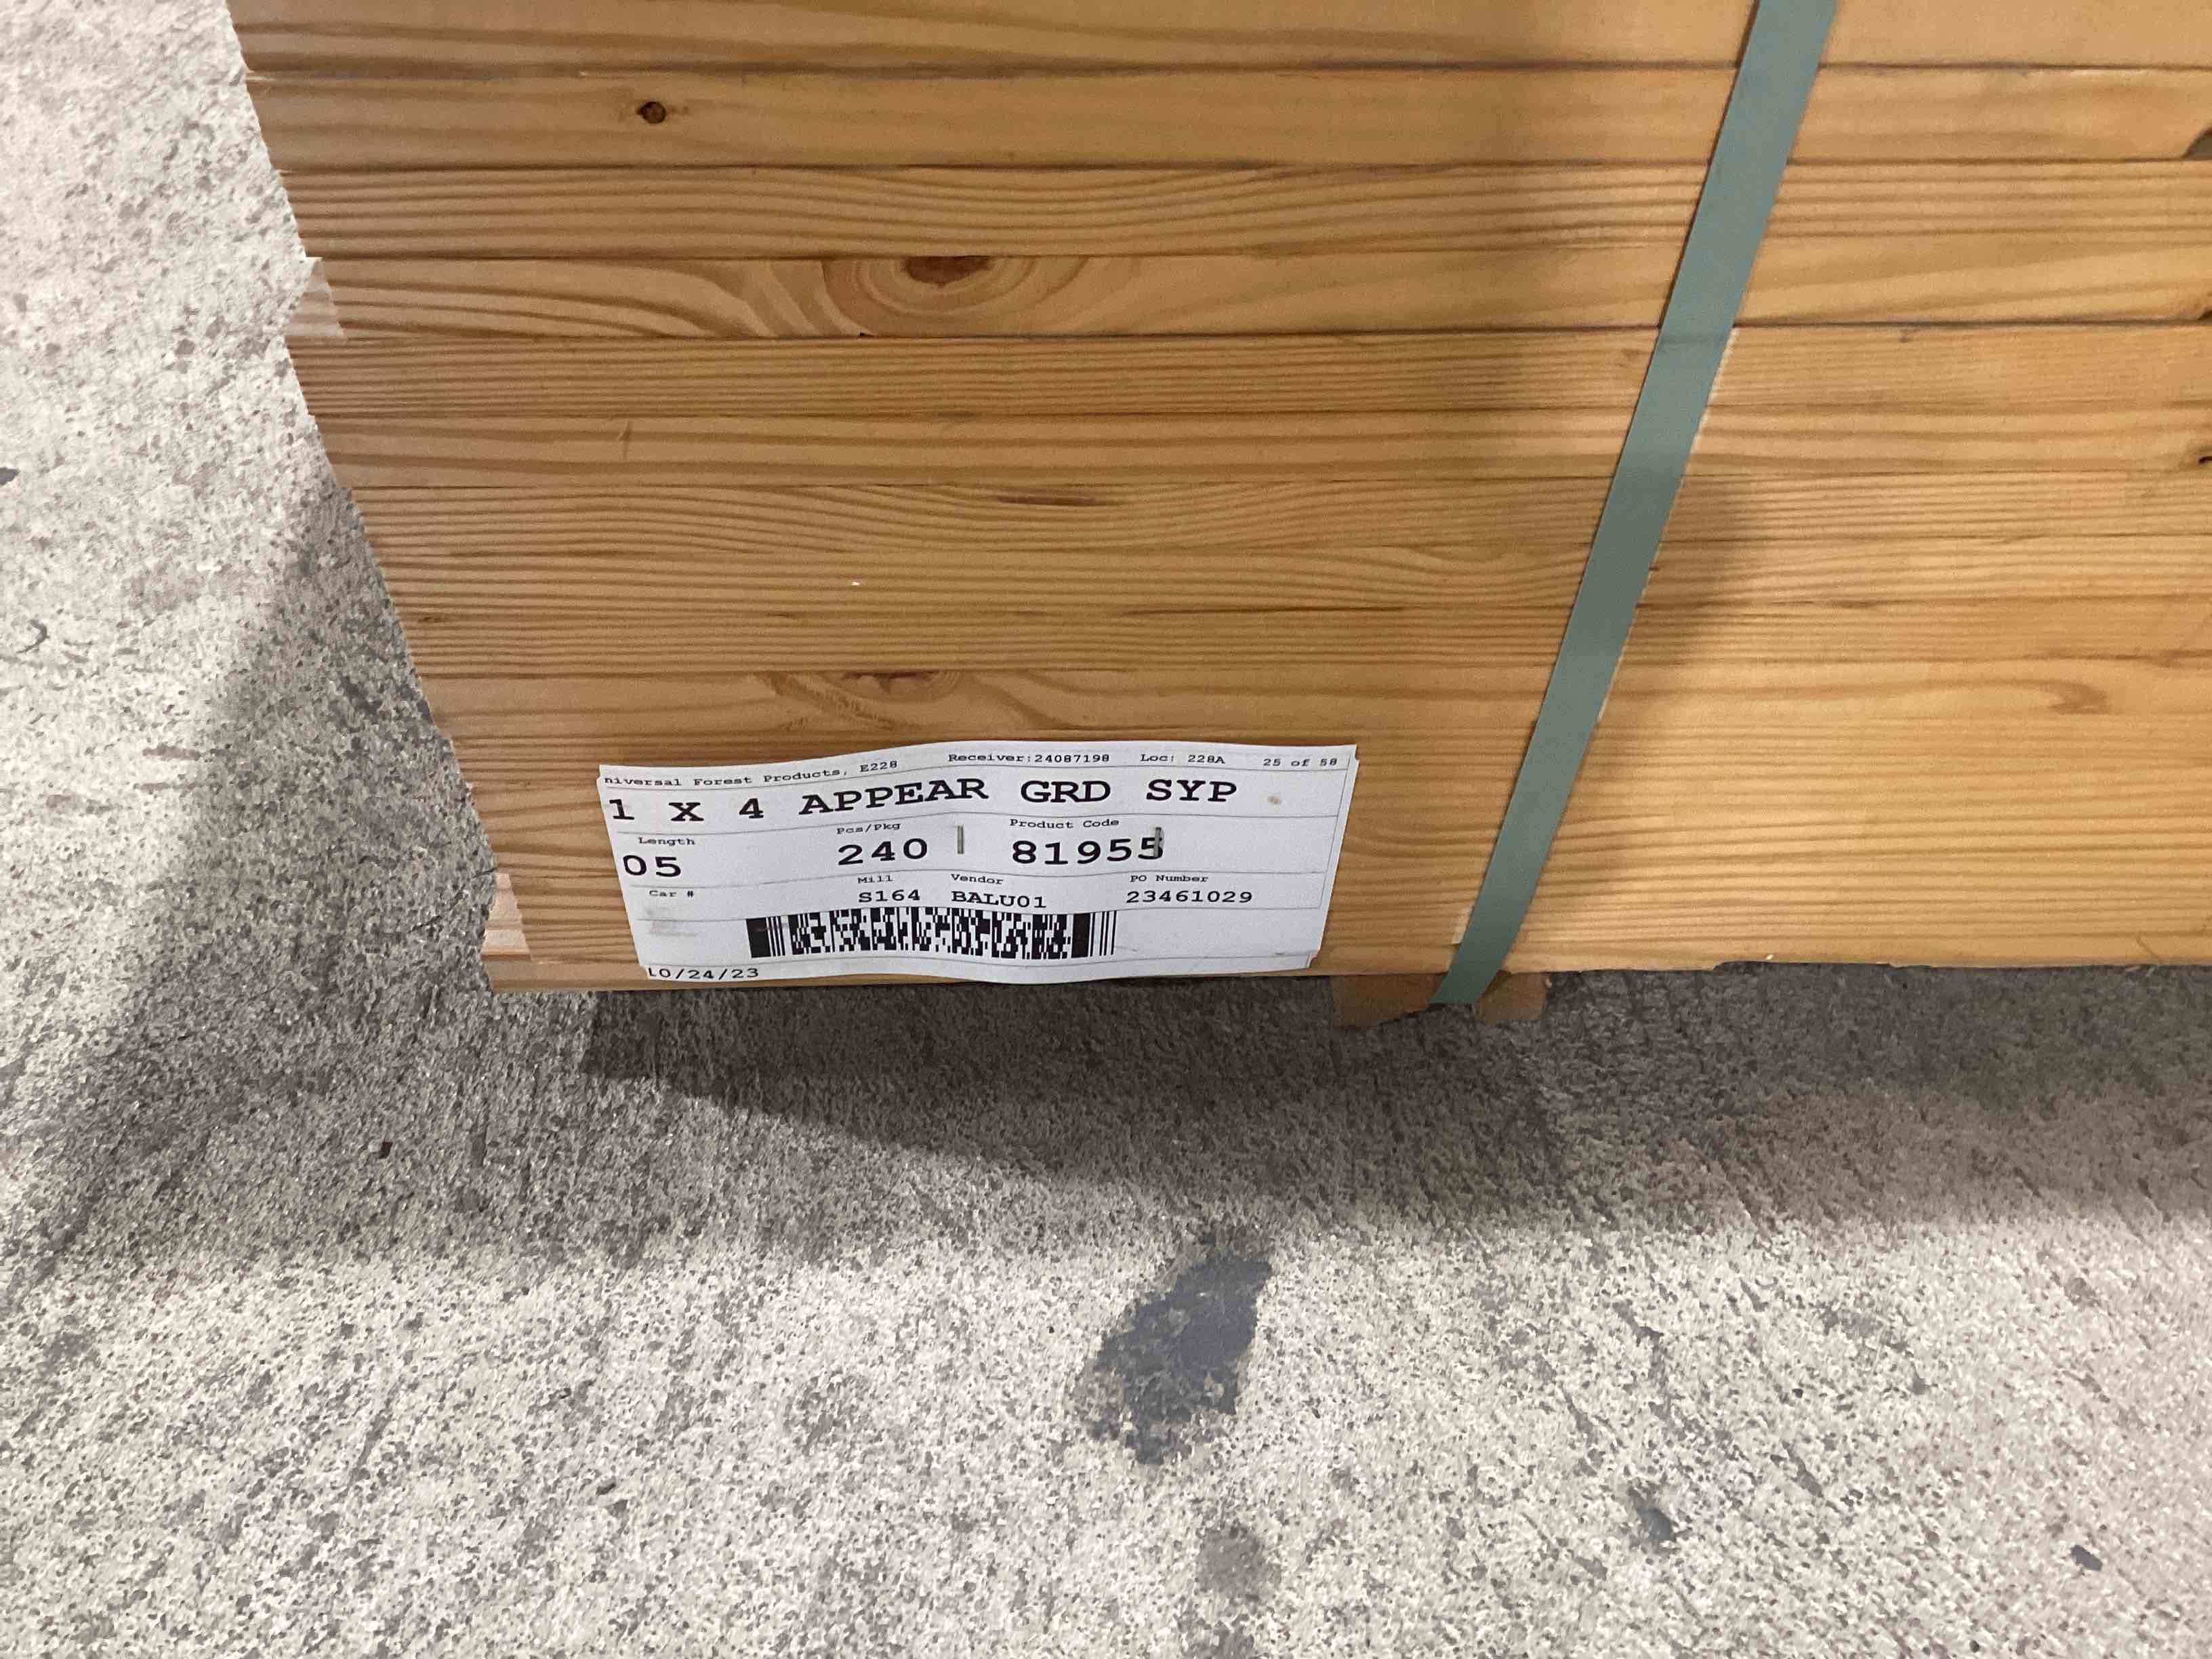 niversal Forest Products, E228 Receiver:24087198 Loc: 228A 25 of 58
1 X 4 APPEAR GRD SYP
Length Pcs/Pkg Product Code
05 240 81955
Car # Mill Vendor PO Number
S164 BALU01 23461029
10/24/23